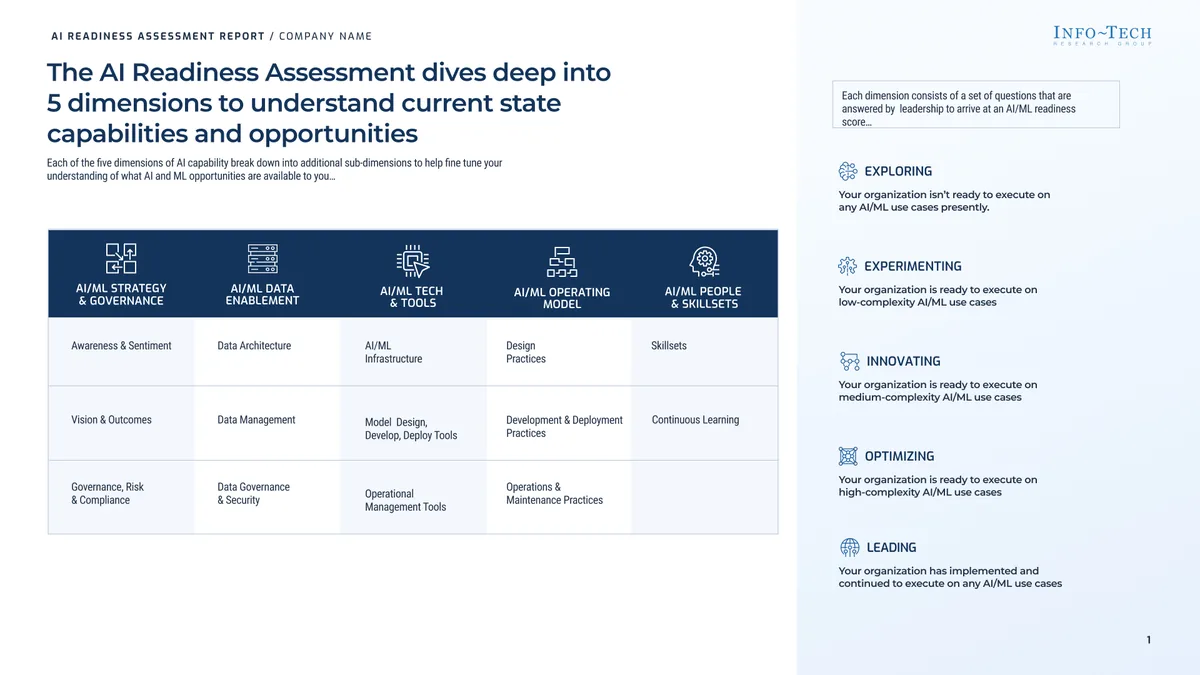 AI READINESS ASSESSMENT REPORT / COMPANY NAME
The AI Readiness Assessment dives deep into
5 dimensions to understand current state
capabilities and opportunities
Each of the five dimensions of AI capability break down into additional sub-dimensions to help fine tune your
understanding of what AI and ML opportunities are available to you…
AI/ML STRATEGY
& GOVERNANCE
AI/ML DATA
ENABLEMENT
AI/ML TECH
& TOOLS
AI/ML OPERATING
MODEL
AI/ML PEOPLE
& SKILLSETS
Awareness & Sentiment
Data Architecture
AI/ML
Infrastructure
Design
Practices
Skillsets
Vision & Outcomes
Data Management
Model Design,
Develop, Deploy Tools
Development & Deployment
Practices
Continuous Learning
Governance, Risk
& Compliance
Data Governance
& Security
Operational
Management Tools
Operations &
Maintenance Practices
INFO~TECH
RESEARCH GROUP
Each dimension consists of a set of questions that are
answered by leadership to arrive at an AI/ML readiness
score…
EXPLORING
Your organization isn't ready to execute on
any AI/ML use cases presently.
EXPERIMENTING
Your organization is ready to execute on
low-complexity AI/ML use cases
INNOVATING
Your organization is ready to execute on
medium-complexity AI/ML use cases
OPTIMIZING
Your organization is ready to execute on
high-complexity AI/ML use cases
LEADING
Your organization has implemented and
continued to execute on any AI/ML use cases
1